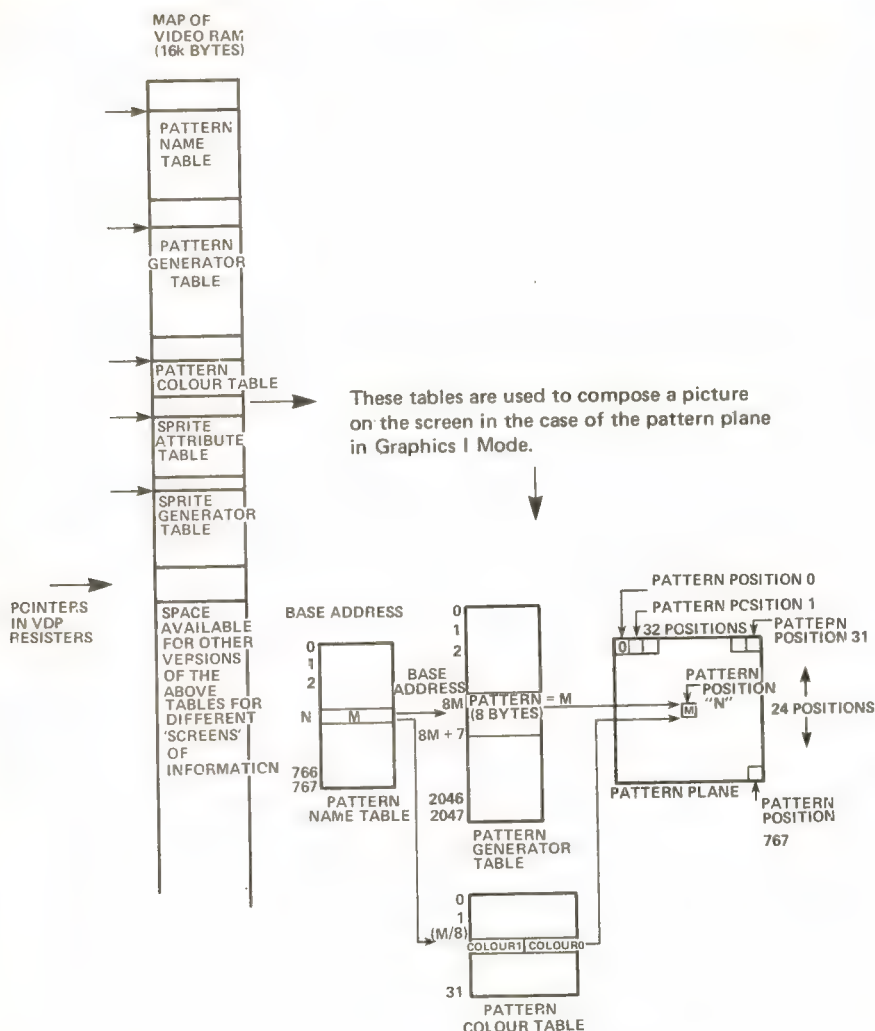 MAP OF
VIDEO RAM
(16k BYTES)
PATTERN
NAME
TABLE
PATTERN
GENERATOR
TABLE
PATTERN
COLOUR TABLE
SPRITE
ATTRIBUTE
TABLE
SPRITE
GENERATOR
TABLE
These tables are used to compose a picture
on the screen in the case of the pattern plane
in Graphics I Mode.
POINTERS
IN VDP
RESISTERS
SPACE
AVAILABLE
FOR OTHER
VERSIONS
OF THE
ABOVE
TABLES FOR
DIFFERENT
'SCREENS'
OF
INFORMATION
BASE ADDRESS
0
1
2
N
M
766
767
PATTERN
NAME TABLE
BASE
ADDRESS
0
1
2
8M
PATTERN = M
(8 BYTES)
8M + 7
2046
2047
PATTERN
GENERATOR
TABLE
0
1
(M/8)
COLOUR1 COLOUR0
31
PATTERN
COLOUR TABLE
PATTERN POSITION 0
PATTERN POSITION 1
32 POSITIONS
PATTERN
POSITION 31
0
PATTERN
POSITION
"N"
M
24 POSITIONS
PATTERN PLANE
PATTERN
POSITION
767